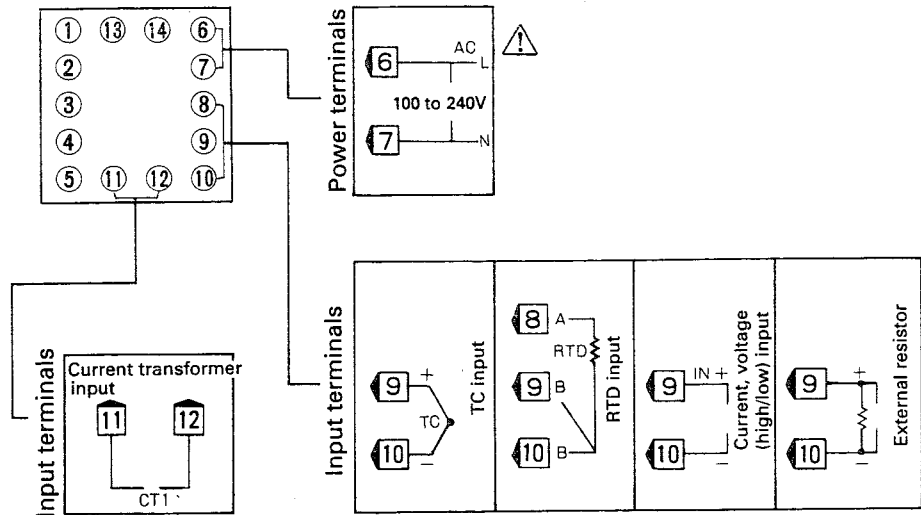 ① ⑬ ⑭ ⑥
② ⑦
③ ⑧
④ ⑨
⑤ ⑪ ⑫ ⑩
Power terminals
6 AC L
100 to 240V
7 N
Input terminals
Current transformer
input
11 12
CT1
Input terminals
9 +
TC
10 −
TC input
8 A
RTD
9 B
10 B
RTD input
9 IN +
10 −
Current, voltage
(high/low) input
9 +
10 −
External resistor